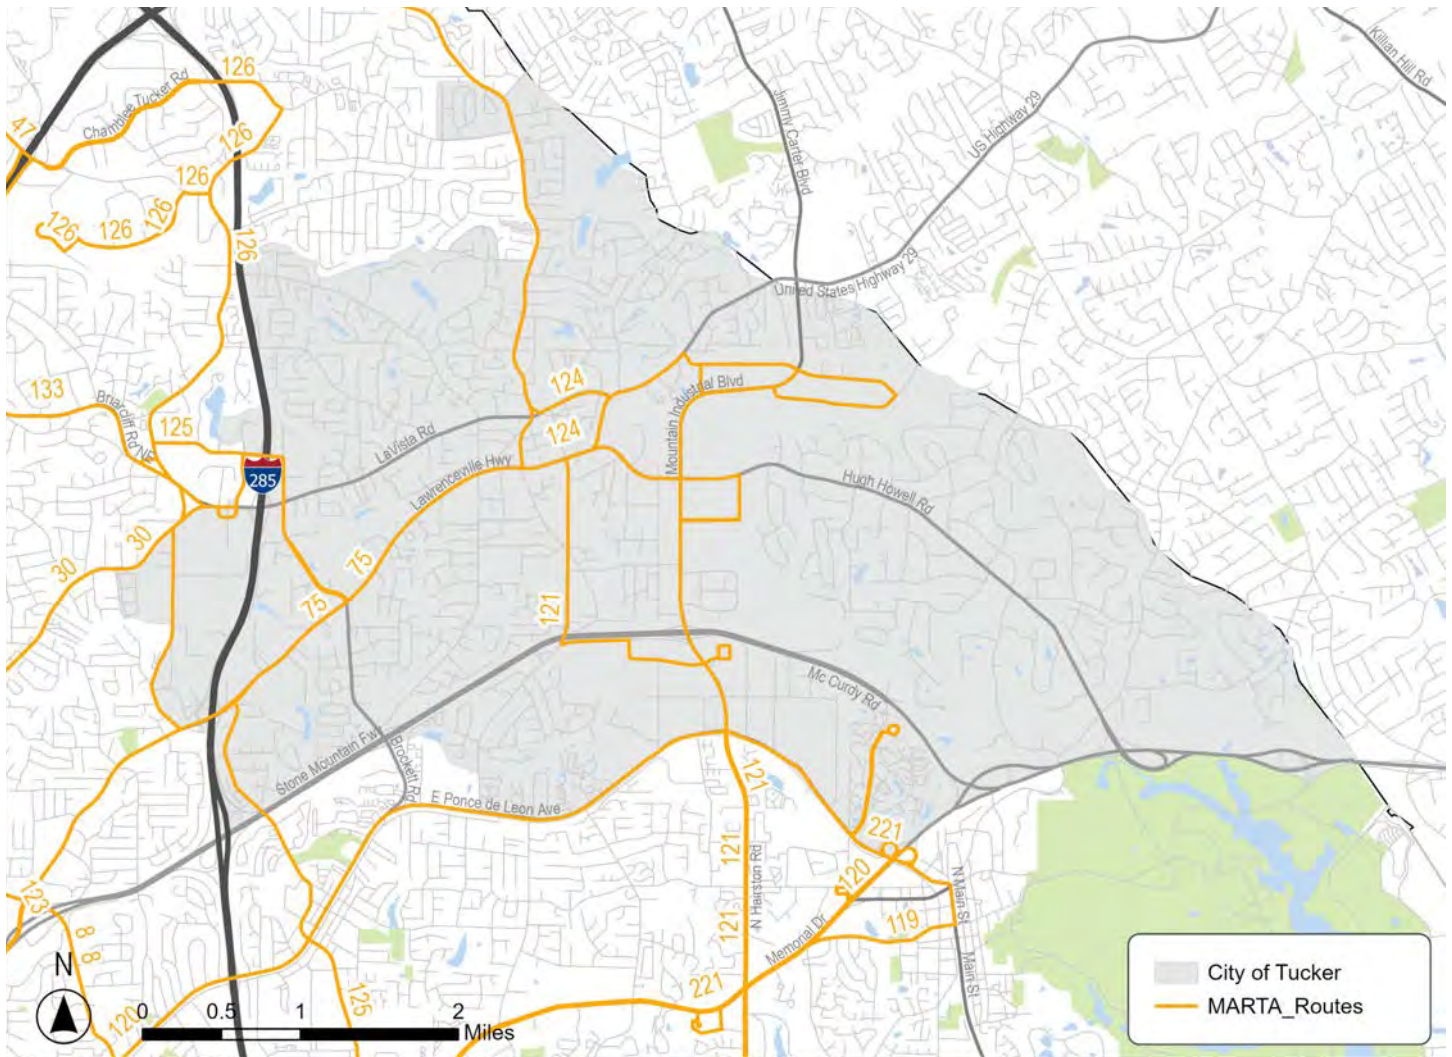 126
Killian Hill Rd
Chamblee Tucker Rd
47
Jimmy Carter Blvd
US Highway 29
126
126
126
126
126
126
United States Highway 29
133
Briarcliff Rd NE
125
124
Mountain Industrial Blvd
124
LaVista Rd
285
Lawrenceville Hwy
Hugh Howell Rd
30
30
75
75
121
Mc Curdy Rd
Stone Mountain Fwy
Brockett Rd
E Ponce de Leon Ave
121
221
121
N Hairston Rd
120
N Main St
123
119
8
8
121
Memorial Dr
Main St
N
221
125
120
0 0.5 1 2
Miles
City of Tucker
MARTA_Routes